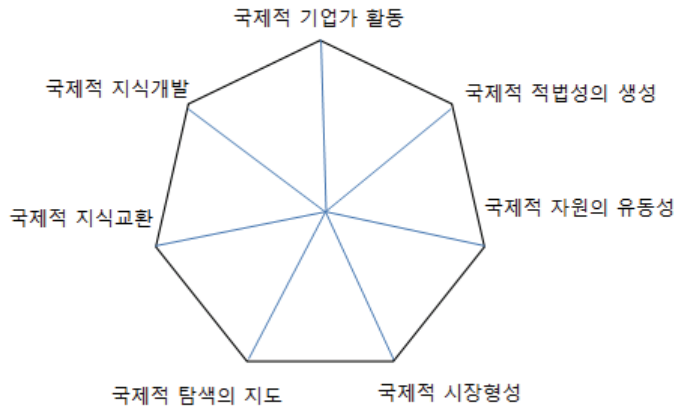 국제적 기업가 활동
국제적 지식개발
국제적 적법성의 생성
국제적 지식교환
국제적 자원의 유동성
국제적 탐색의 지도
국제적 시장형성